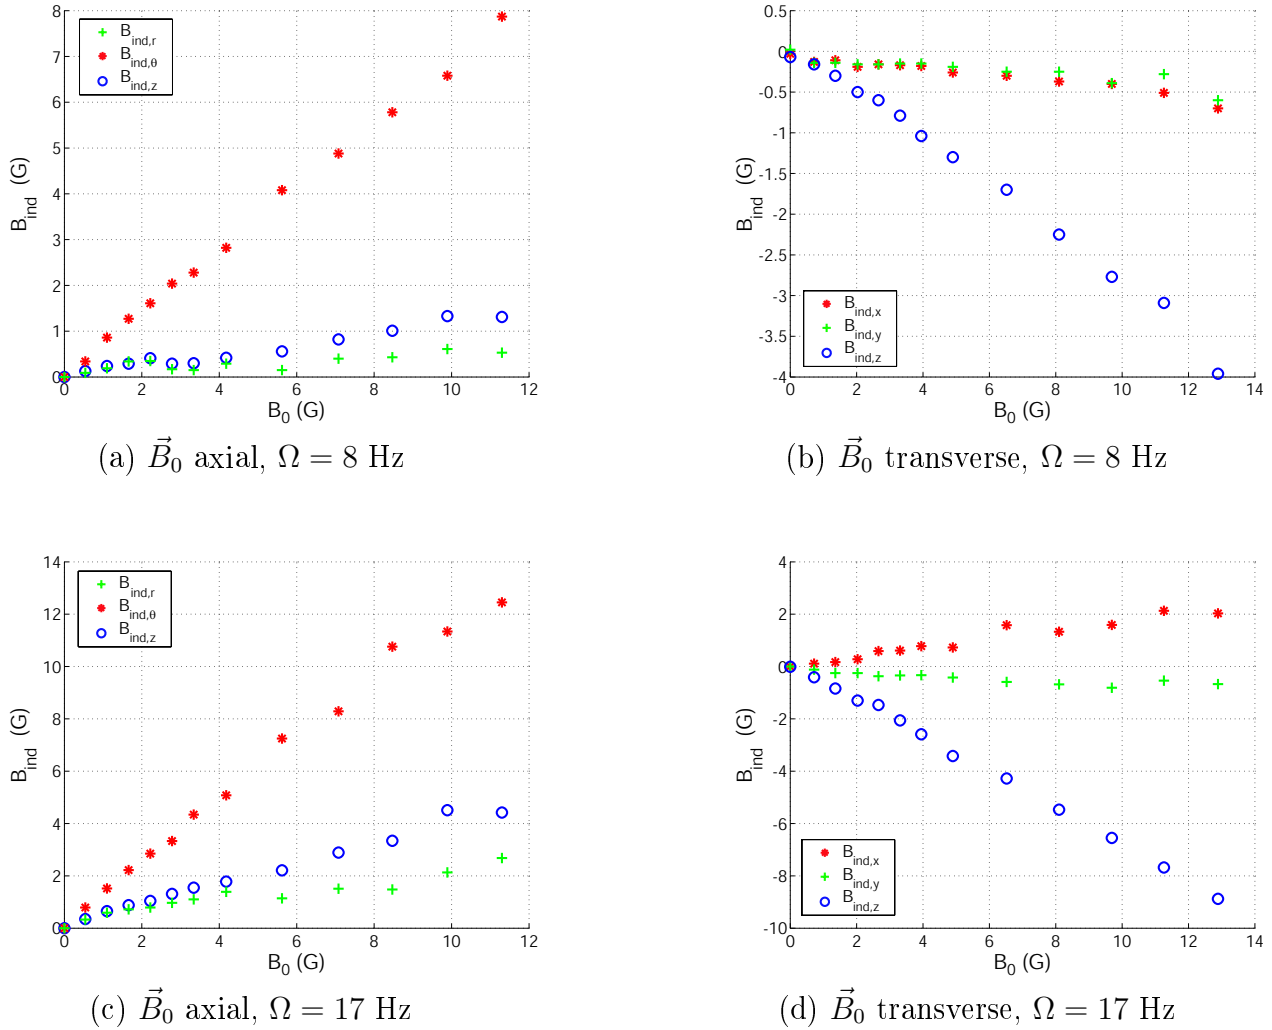 8
7
6
5
4
3
2
1
0
B_ind (G)
B_ind,r
B_ind,θ
B_ind,z
0 2 4 6 8 10 12
B_0 (G)
(a) B⃗_0 axial, Ω = 8 Hz
0.5
0
-0.5
-1
-1.5
-2
-2.5
-3
-3.5
-4
B_ind (G)
B_ind,x
B_ind,y
B_ind,z
0 2 4 6 8 10 12 14
B_0 (G)
(b) B⃗_0 transverse, Ω = 8 Hz
14
12
10
8
6
4
2
0
B_ind (G)
B_ind,r
B_ind,θ
B_ind,z
0 2 4 6 8 10 12
B_0 (G)
(c) B⃗_0 axial, Ω = 17 Hz
4
2
0
-2
-4
-6
-8
-10
B_ind (G)
B_ind,x
B_ind,y
B_ind,z
0 2 4 6 8 10 12 14
B_0 (G)
(d) B⃗_0 transverse, Ω = 17 Hz